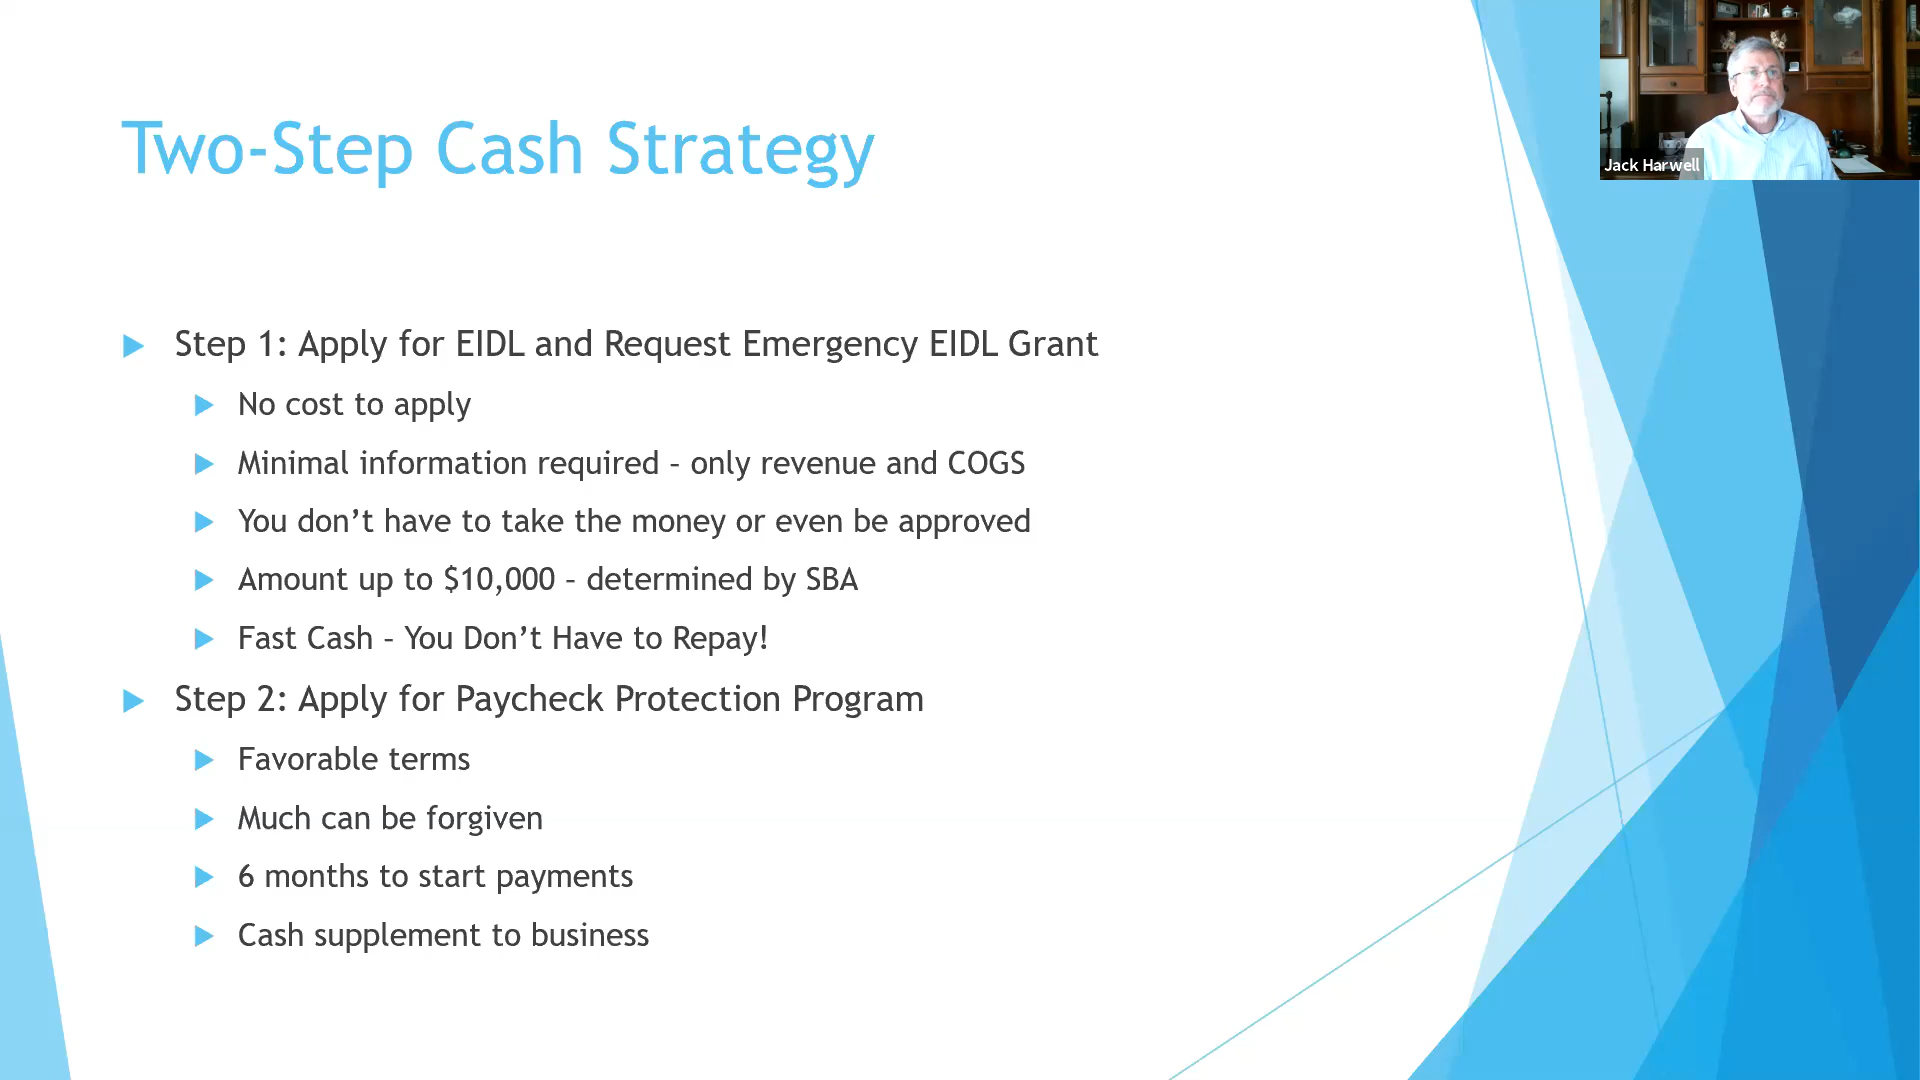 Two-Step Cash Strategy
Jack Harwell
Step 1: Apply for EIDL and Request Emergency EIDL Grant
No cost to apply
Minimal information required – only revenue and COGS
You don’t have to take the money or even be approved
Amount up to $10,000 – determined by SBA
Fast Cash – You Don’t Have to Repay!
Step 2: Apply for Paycheck Protection Program
Favorable terms
Much can be forgiven
6 months to start payments
Cash supplement to business